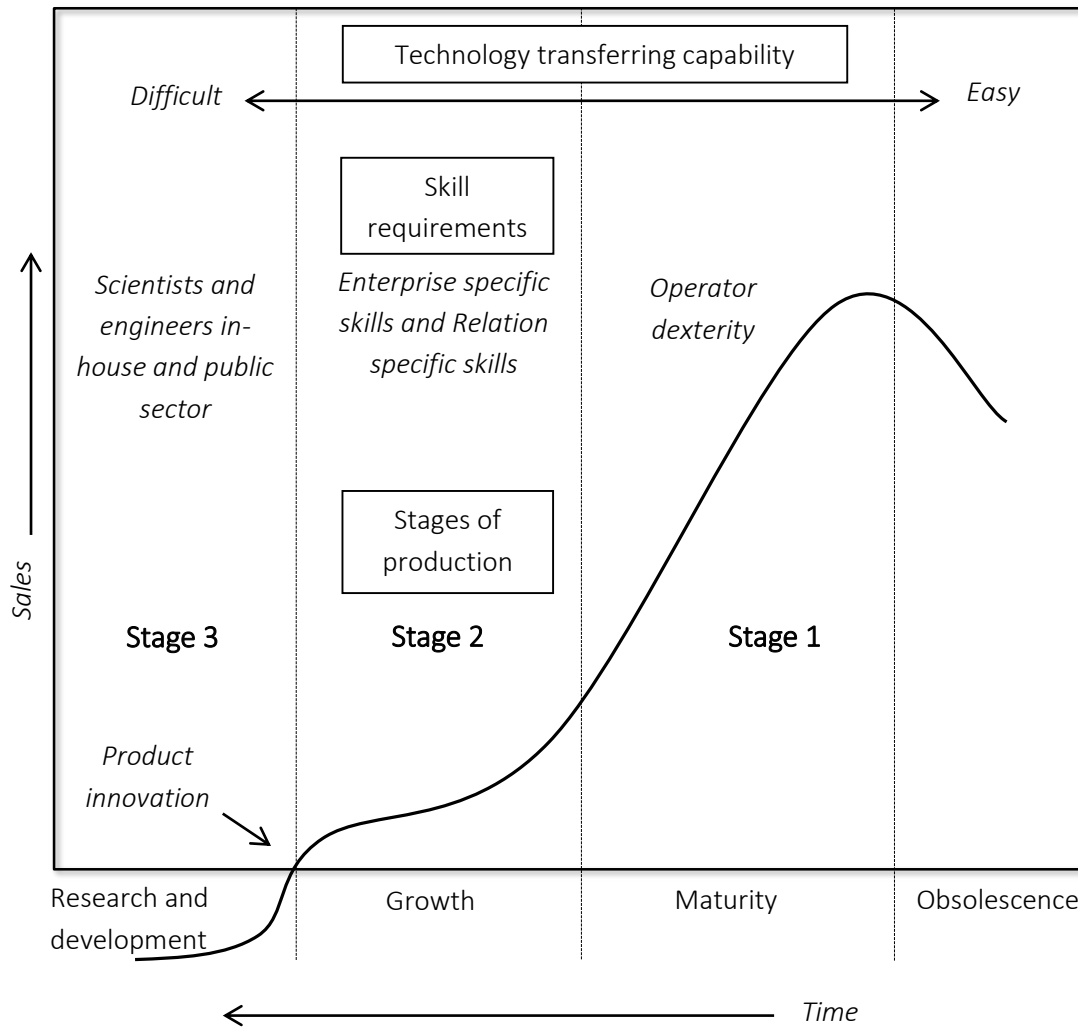 Technology transferring capability
Difficult
Easy
Skill
requirements
Scientists and
engineers in-
house and public
sector
Enterprise specific
skills and Relation
specific skills
Operator
dexterity
Stages of
production
Sales
Stage 3
Stage 2
Stage 1
Product
innovation
Research and
development
Growth
Maturity
Obsolescence
Time